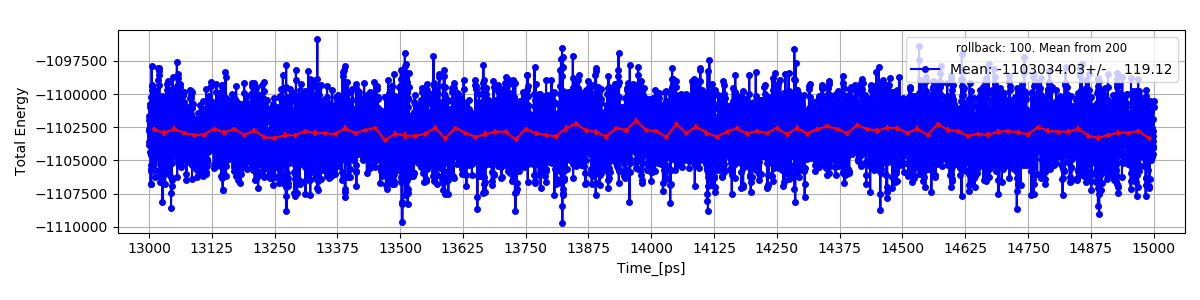 rollback: 100. Mean from 200
Mean: -1103034.03+/- 119.12
Total Energy
−1097500
−1100000
−1102500
−1105000
−1107500
−1110000
13000 13125 13250 13375 13500 13625 13750 13875 14000 14125 14250 14375 14500 14625 14750 14875 15000
Time_[ps]